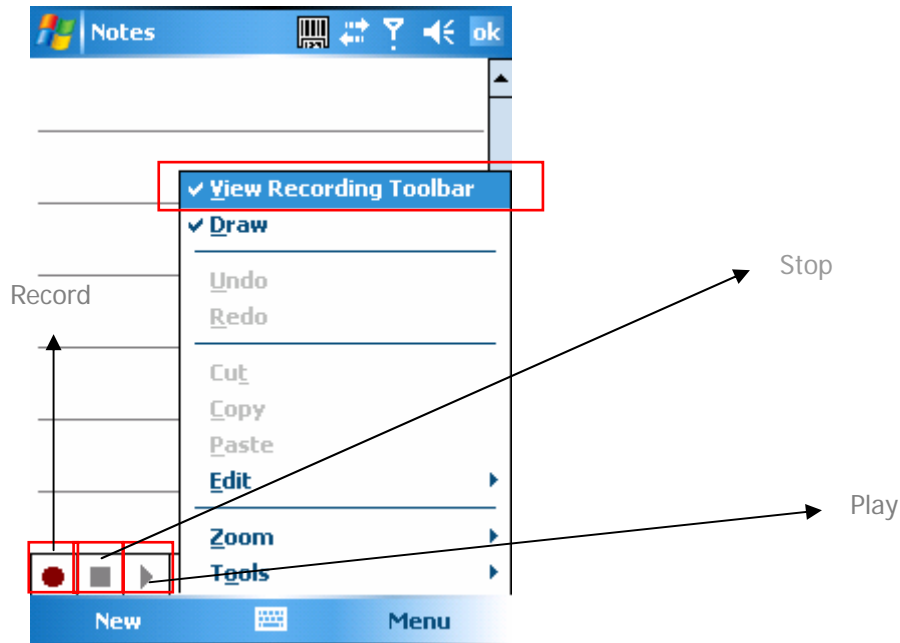 Notes
ok
View Recording Toolbar
Draw
Stop
Undo
Record
Redo
Cut
Copy
Paste
Edit
Play
Zoom
Tools
New
Menu